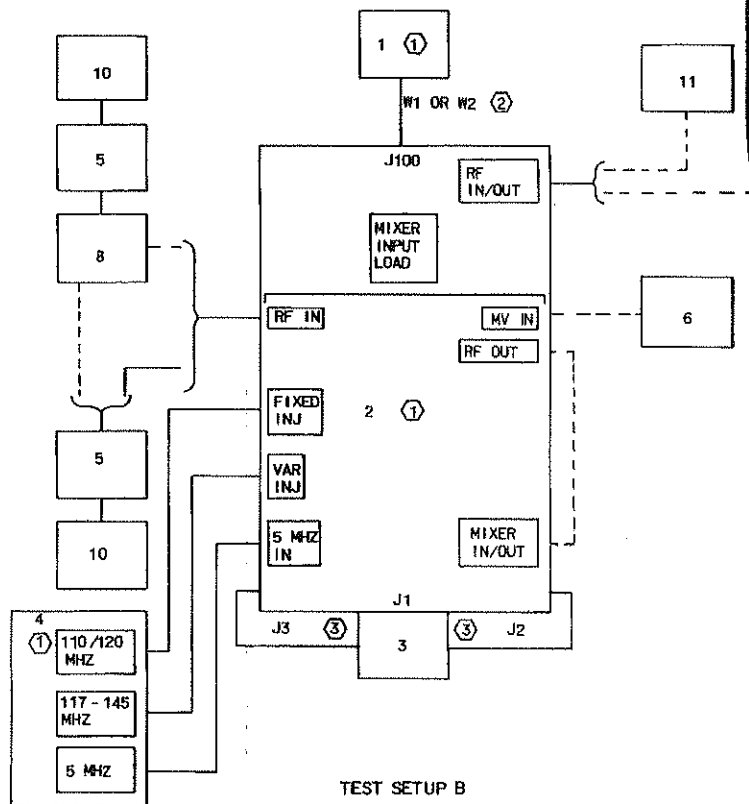 10
5
8
5
10
1 1
W1 OR W2 2
J100
RF
IN/OUT
MIXER
INPUT
LOAD
11
RF IN
MV IN
RF OUT
6
FIXED
INJ
2 1
VAR
INJ
5 MHZ
IN
MIXER
IN/OUT
J1
J3 3
3
3 J2
4
1 110/120
MHZ
117-145
MHZ
5 MHZ
TEST SETUP B